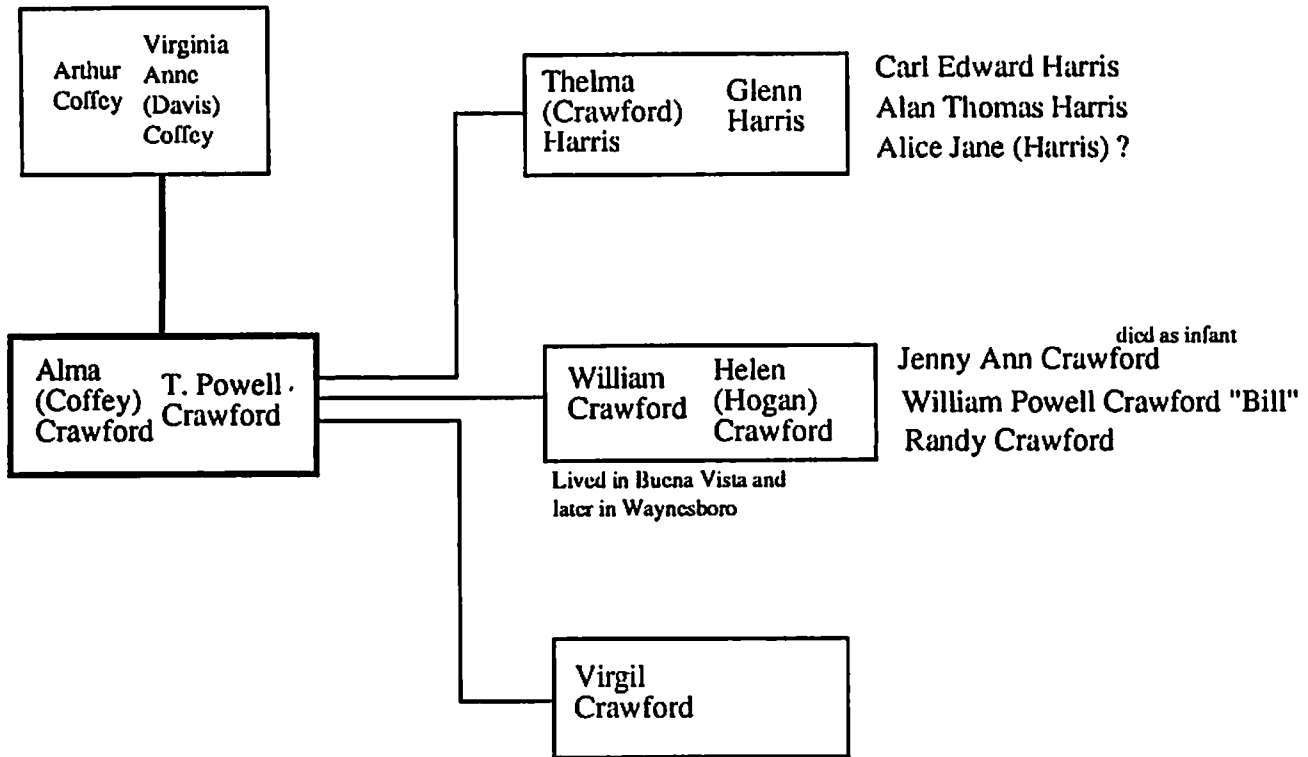 Arthur
Coffey
Virginia
Anne
(Davis)
Coffey
Thelma
(Crawford)
Harris
Glenn
Harris
Carl Edward Harris
Alan Thomas Harris
Alice Jane (Harris) ?
Alma
(Coffey)
Crawford
T. Powell
Crawford
William
Crawford
Helen
(Hogan)
Crawford
died as infant
Jenny Ann Crawford
William Powell Crawford "Bill"
Randy Crawford
Lived in Buena Vista and
later in Waynesboro
Virgil
Crawford